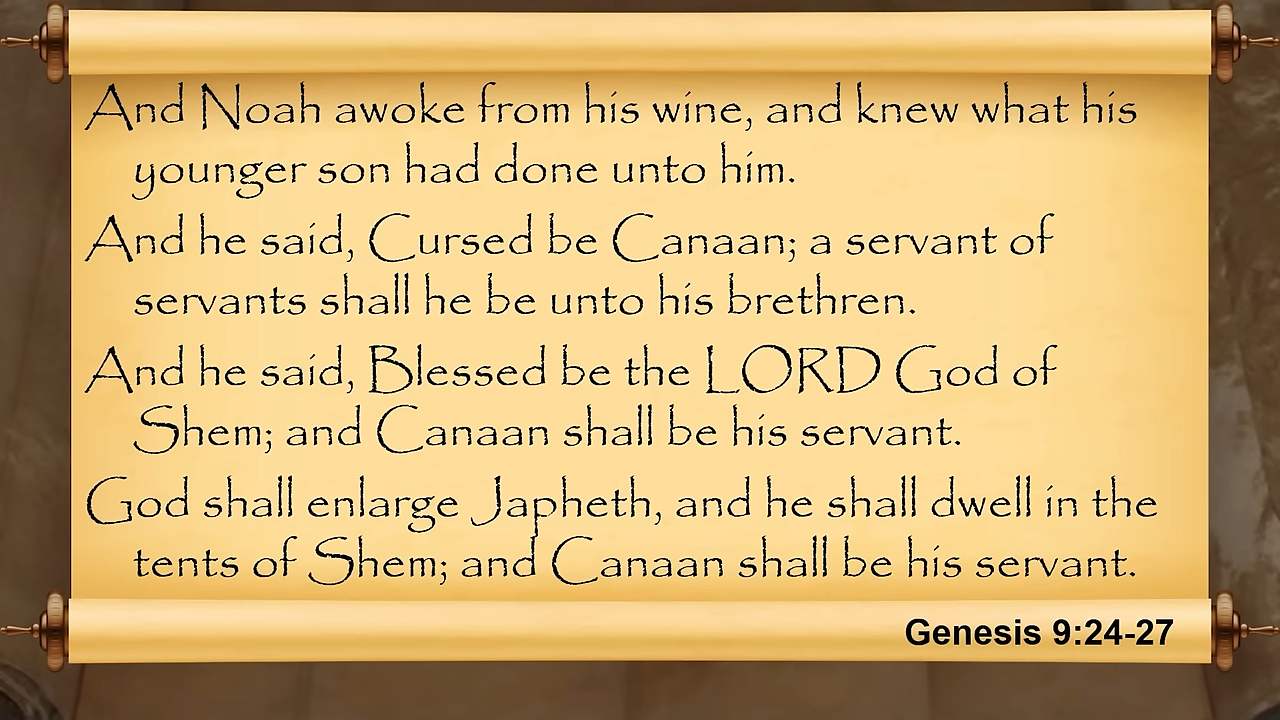 And Noah awoke from his wine, and knew what his
younger son had done unto him.
And he said, Cursed be Canaan; a servant of
servants shall he be unto his brethren.
And he said, Blessed be the LORD God of
Shem; and Canaan shall be his servant.
God shall enlarge Japheth, and he shall dwell in the
tents of Shem; and Canaan shall be his servant.
Genesis 9:24-27